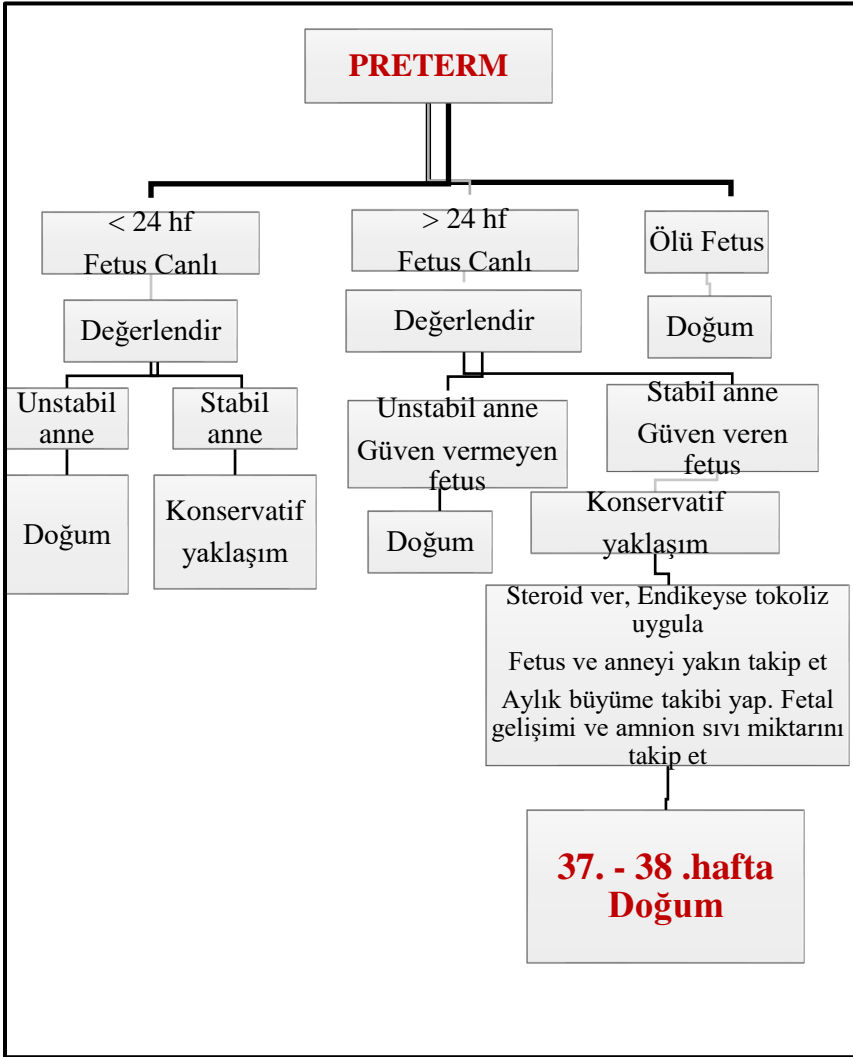 PRETERM
< 24 hf
Fetus Canlı
Değerlendir
Unstabil
anne
Doğum
Stabil
anne
Konservatif
yaklaşım
> 24 hf
Fetus Canlı
Değerlendir
Unstabil anne
Güven vermeyen
fetus
Doğum
Stabil anne
Güven veren
fetus
Konservatif
yaklaşım
Steroid ver, Endikeyse tokoliz
uygula
Fetus ve anneyi yakın takip et
Aylık büyüme takibi yap. Fetal
gelişimi ve amnion sıvı miktarını
takip et
37. - 38 .hafta
Doğum
Ölü Fetus
Doğum